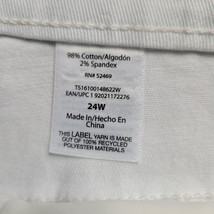 98% Cotton/Algodón
2% Spandex
RN# 52469
TS16100148622W
EAN/UPC 1 92021172276
24W
Made in/Hecho En
China
THIS LABEL YARN IS MADE
OUT OF 100% RECYCLED
POLYESTER MATERIALS